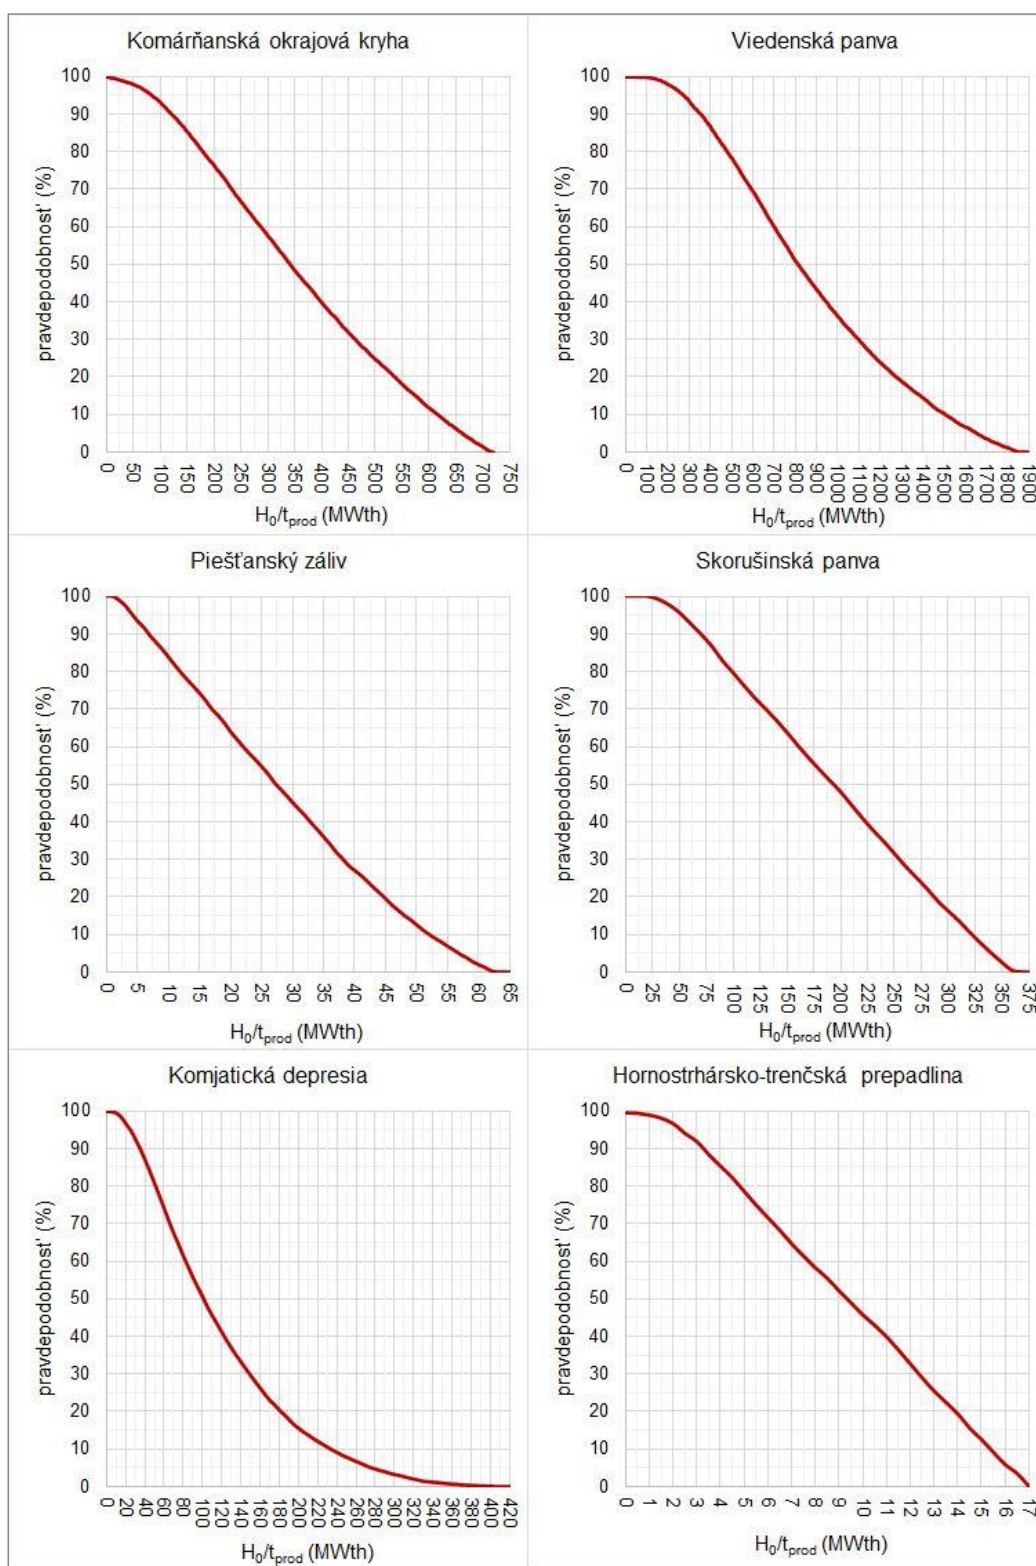 Komárňanská okrajová kryha
pravdepodobnosť (%)
100
90
80
70
60
50
40
30
20
10
0
0 50 100 150 200 250 300 350 400 450 500 550 600 650 700 750
H₀/t_prod (MWth)
Viedenská panva
pravdepodobnosť (%)
100
90
80
70
60
50
40
30
20
10
0
0 100 200 300 400 500 600 700 800 900 1000 1100 1200 1300 1400 1500 1600 1700 1800 1900
H₀/t_prod (MWth)
Piešťanský záliv
pravdepodobnosť (%)
100
90
80
70
60
50
40
30
20
10
0
0 5 10 15 20 25 30 35 40 45 50 55 60 65
H₀/t_prod (MWth)
Skorušinská panva
pravdepodobnosť (%)
100
90
80
70
60
50
40
30
20
10
0
0 25 50 75 100 125 150 175 200 225 250 275 300 325 350 375
H₀/t_prod (MWth)
Komjatická depresia
pravdepodobnosť (%)
100
90
80
70
60
50
40
30
20
10
0
0 20 40 60 80 100 120 140 160 180 200 220 240 260 280 300 320 340 360 380 400 420
H₀/t_prod (MWth)
Hornostrhársko-trenčská prepadlina
pravdepodobnosť (%)
100
90
80
70
60
50
40
30
20
10
0
0 1 2 3 4 5 6 7 8 9 10 11 12 13 14 15 16 17
H₀/t_prod (MWth)